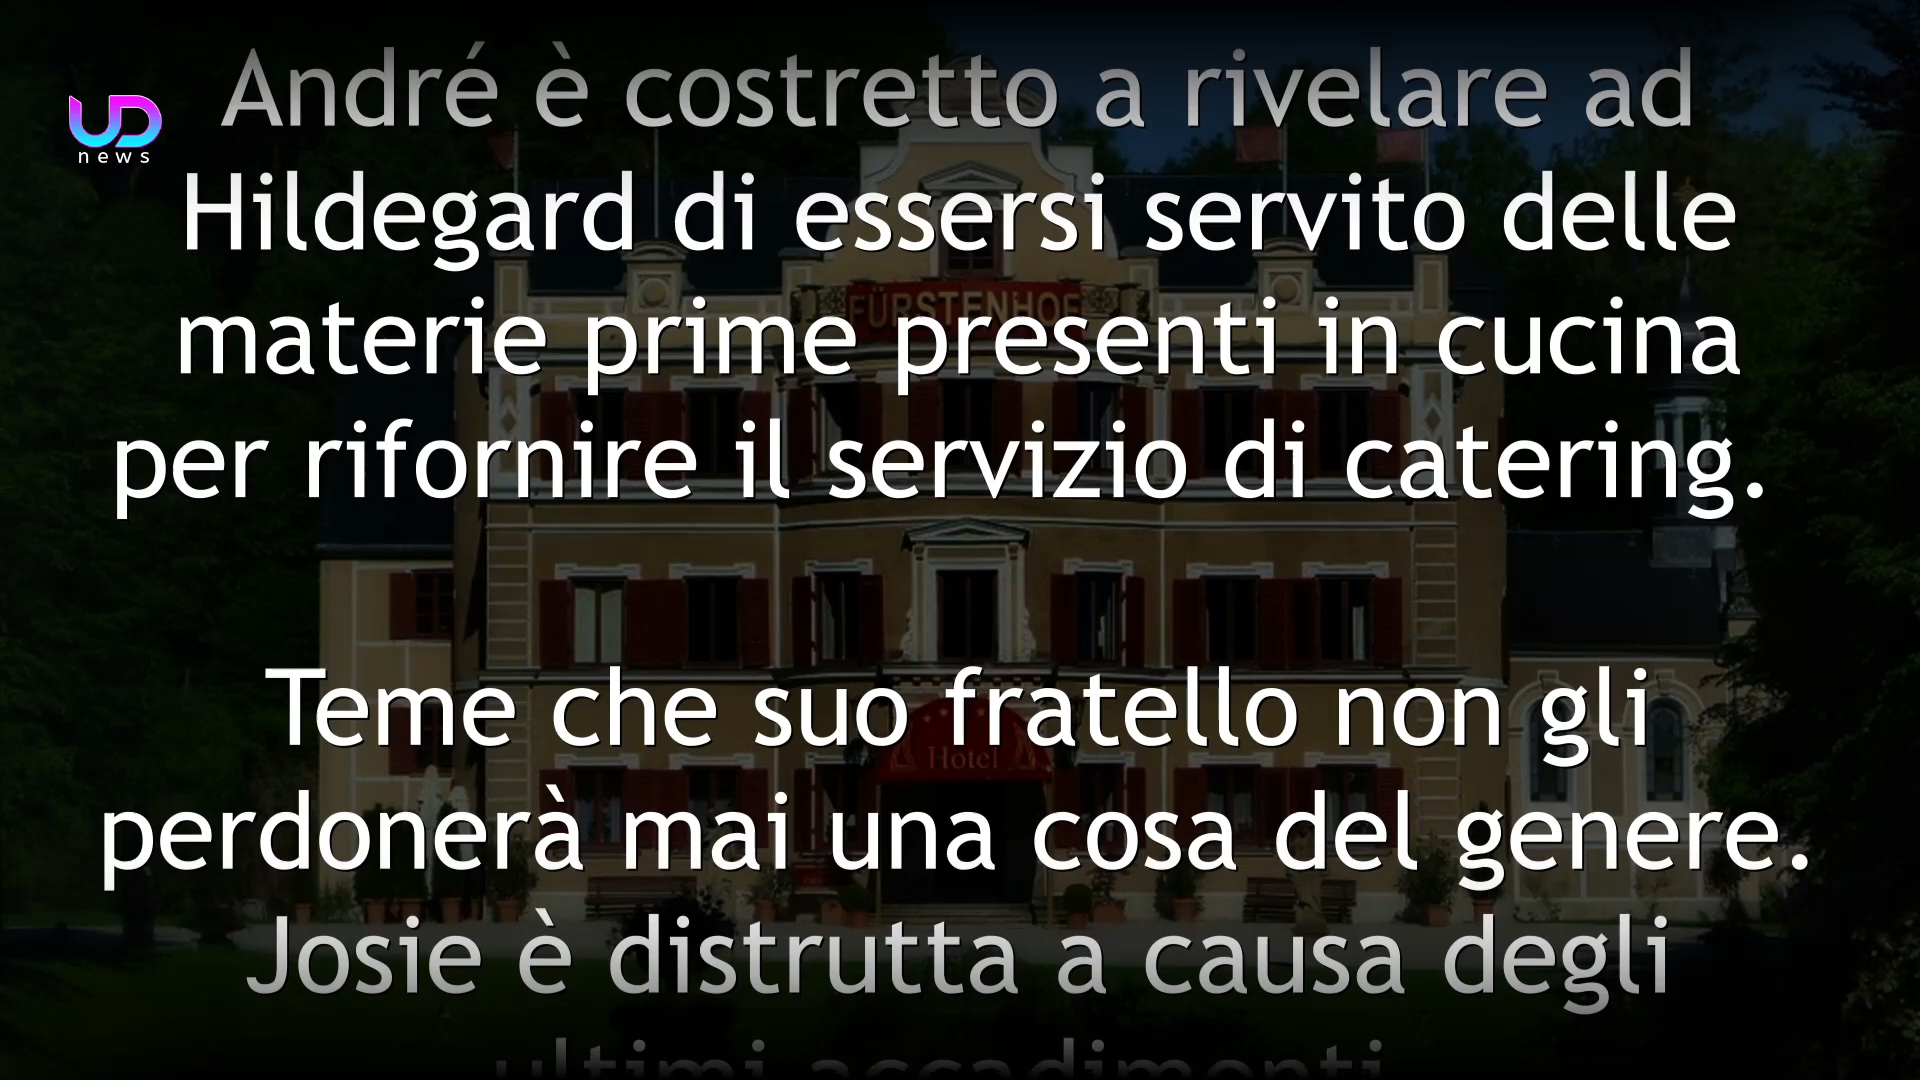 André è costretto a rivelare ad
UD
news
Hildegard di essersi servito delle
FÜRSTENHOF
materie prime presenti in cucina
per rifornire il servizio di catering.
Teme che suo fratello non gli
Hotel
perdonerà mai una cosa del genere.
Josie è distrutta a causa degli
ultimi accadimenti